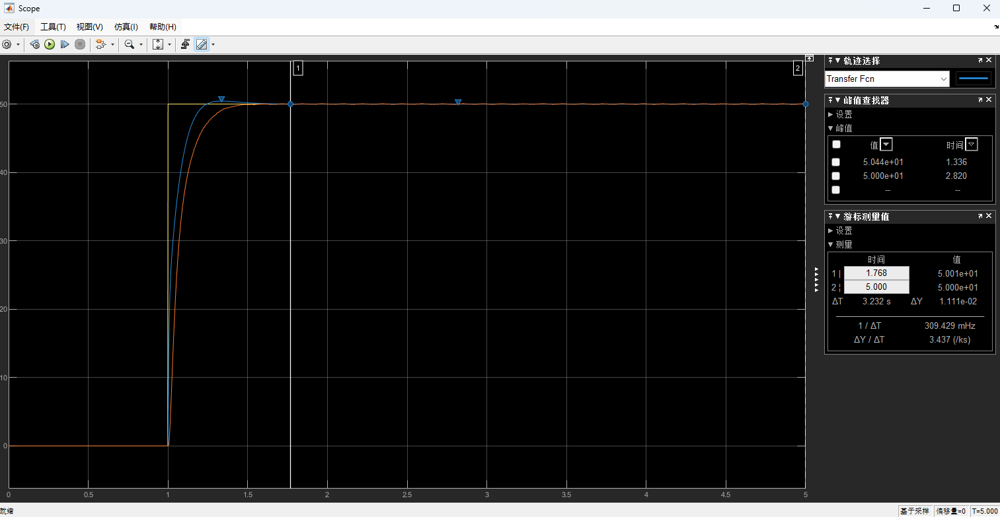 Scope
文件(F) 工具(T) 视图(V) 仿真(I) 帮助(H)
1
2
50
40
30
20
10
0
0 0.5 1 1.5 2 2.5 3 3.5 4 4.5 5
轨迹选择
Transfer Fcn
峰值查找器
设置
峰值
值 时间
5.044e+01 1.336
5.000e+01 2.820
-- --
游标测量值
设置
测量
时间 值
1 | 1.768 5.001e+01
2 ¦ 5.000 5.000e+01
ΔT 3.232 s ΔY 1.111e-02
1 / ΔT 309.429 mHz
ΔY / ΔT 3.437 (/ks)
就绪 基于采样 偏移量=0 T=5.000